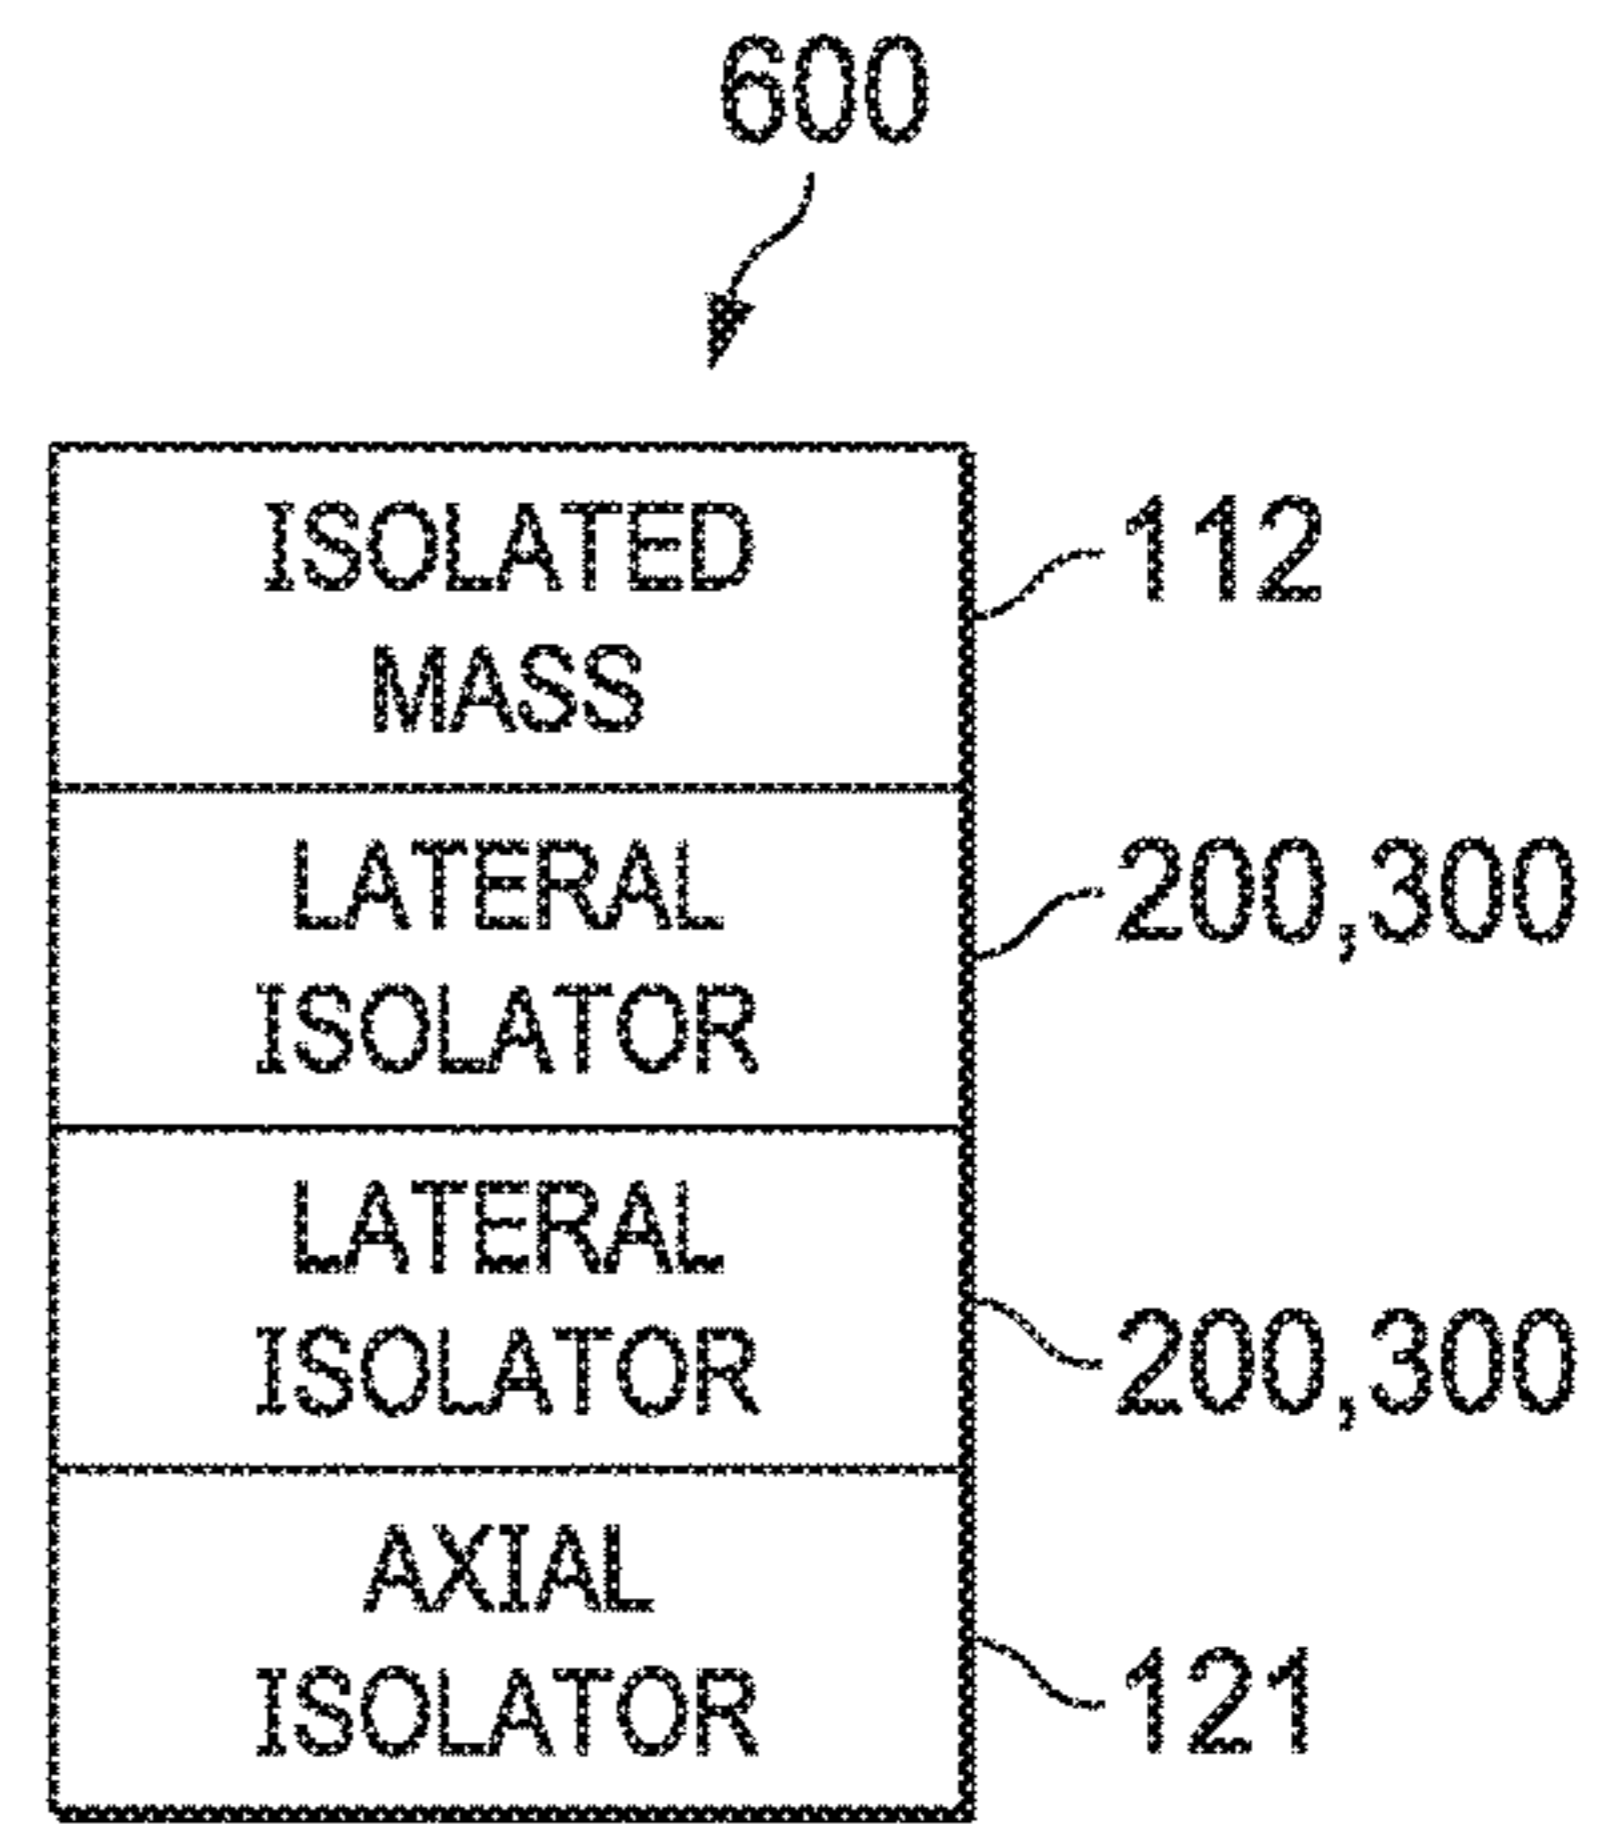 600
ISOLATED
MASS
112
LATERAL
ISOLATOR
200,300
LATERAL
ISOLATOR
200,300
AXIAL
ISOLATOR
121